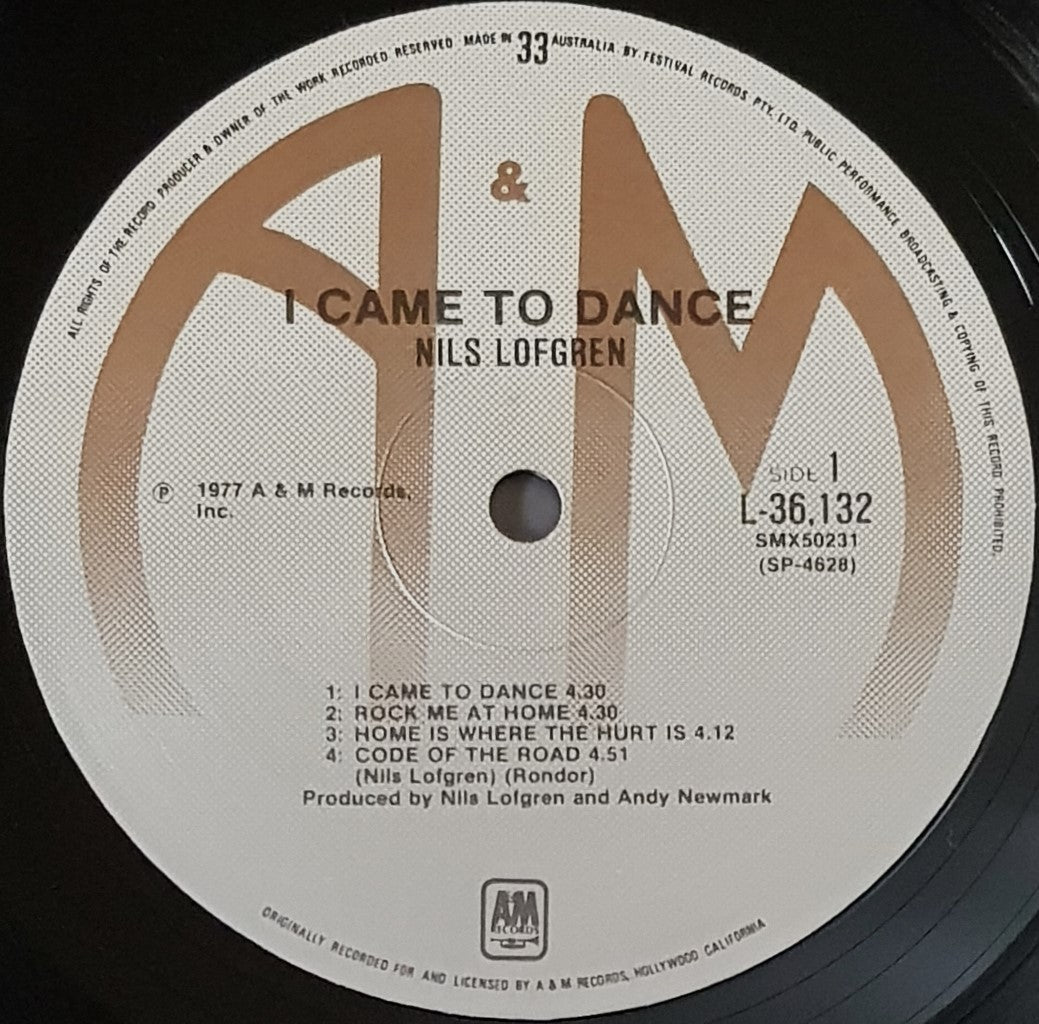 ALL RIGHTS OF THE RECORD PRODUCER & OWNER OF THE WORK RECORDED RESERVED MADE IN 33 AUSTRALIA BY FESTIVAL RECORDS PTY. LTD. PUBLIC PERFORMANCE BROADCASTING & COPYING OF THIS RECORD PROHIBITED.
A & M
I CAME TO DANCE
NILS LOFGREN
SIDE 1
L-36,132
SMX50231
(SP-4628)
Ⓟ 1977 A & M Records,
Inc.
1: I CAME TO DANCE 4.30
2: ROCK ME AT HOME 4.30
3: HOME IS WHERE THE HURT IS 4.12
4: CODE OF THE ROAD 4.51
(Nils Lofgren) (Rondor)
Produced by Nils Lofgren and Andy Newmark
A&M
RECORDS
ORIGINALLY RECORDED FOR AND LICENSED BY A & M RECORDS, HOLLYWOOD CALIFORNIA